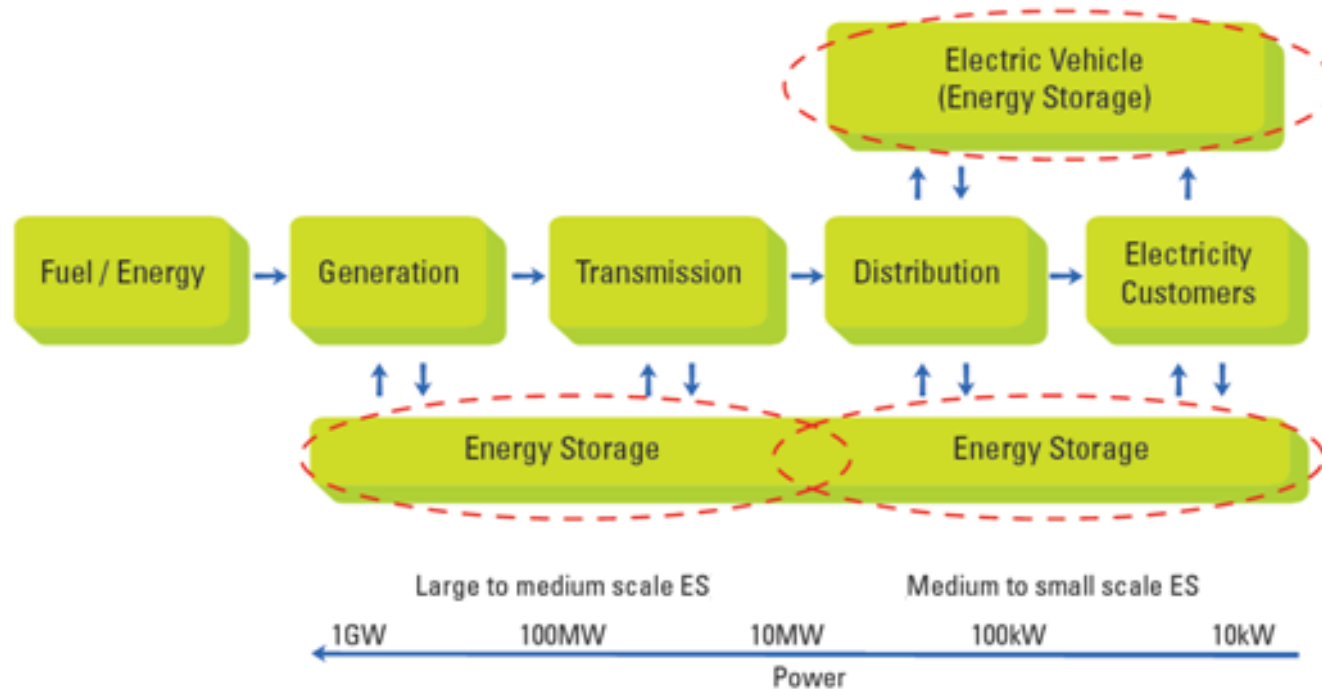 Electric Vehicle
(Energy Storage)
Fuel / Energy
Generation
Transmission
Distribution
Electricity
Customers
Energy Storage
Energy Storage
Large to medium scale ES
Medium to small scale ES
1GW
100MW
10MW
100kW
10kW
Power